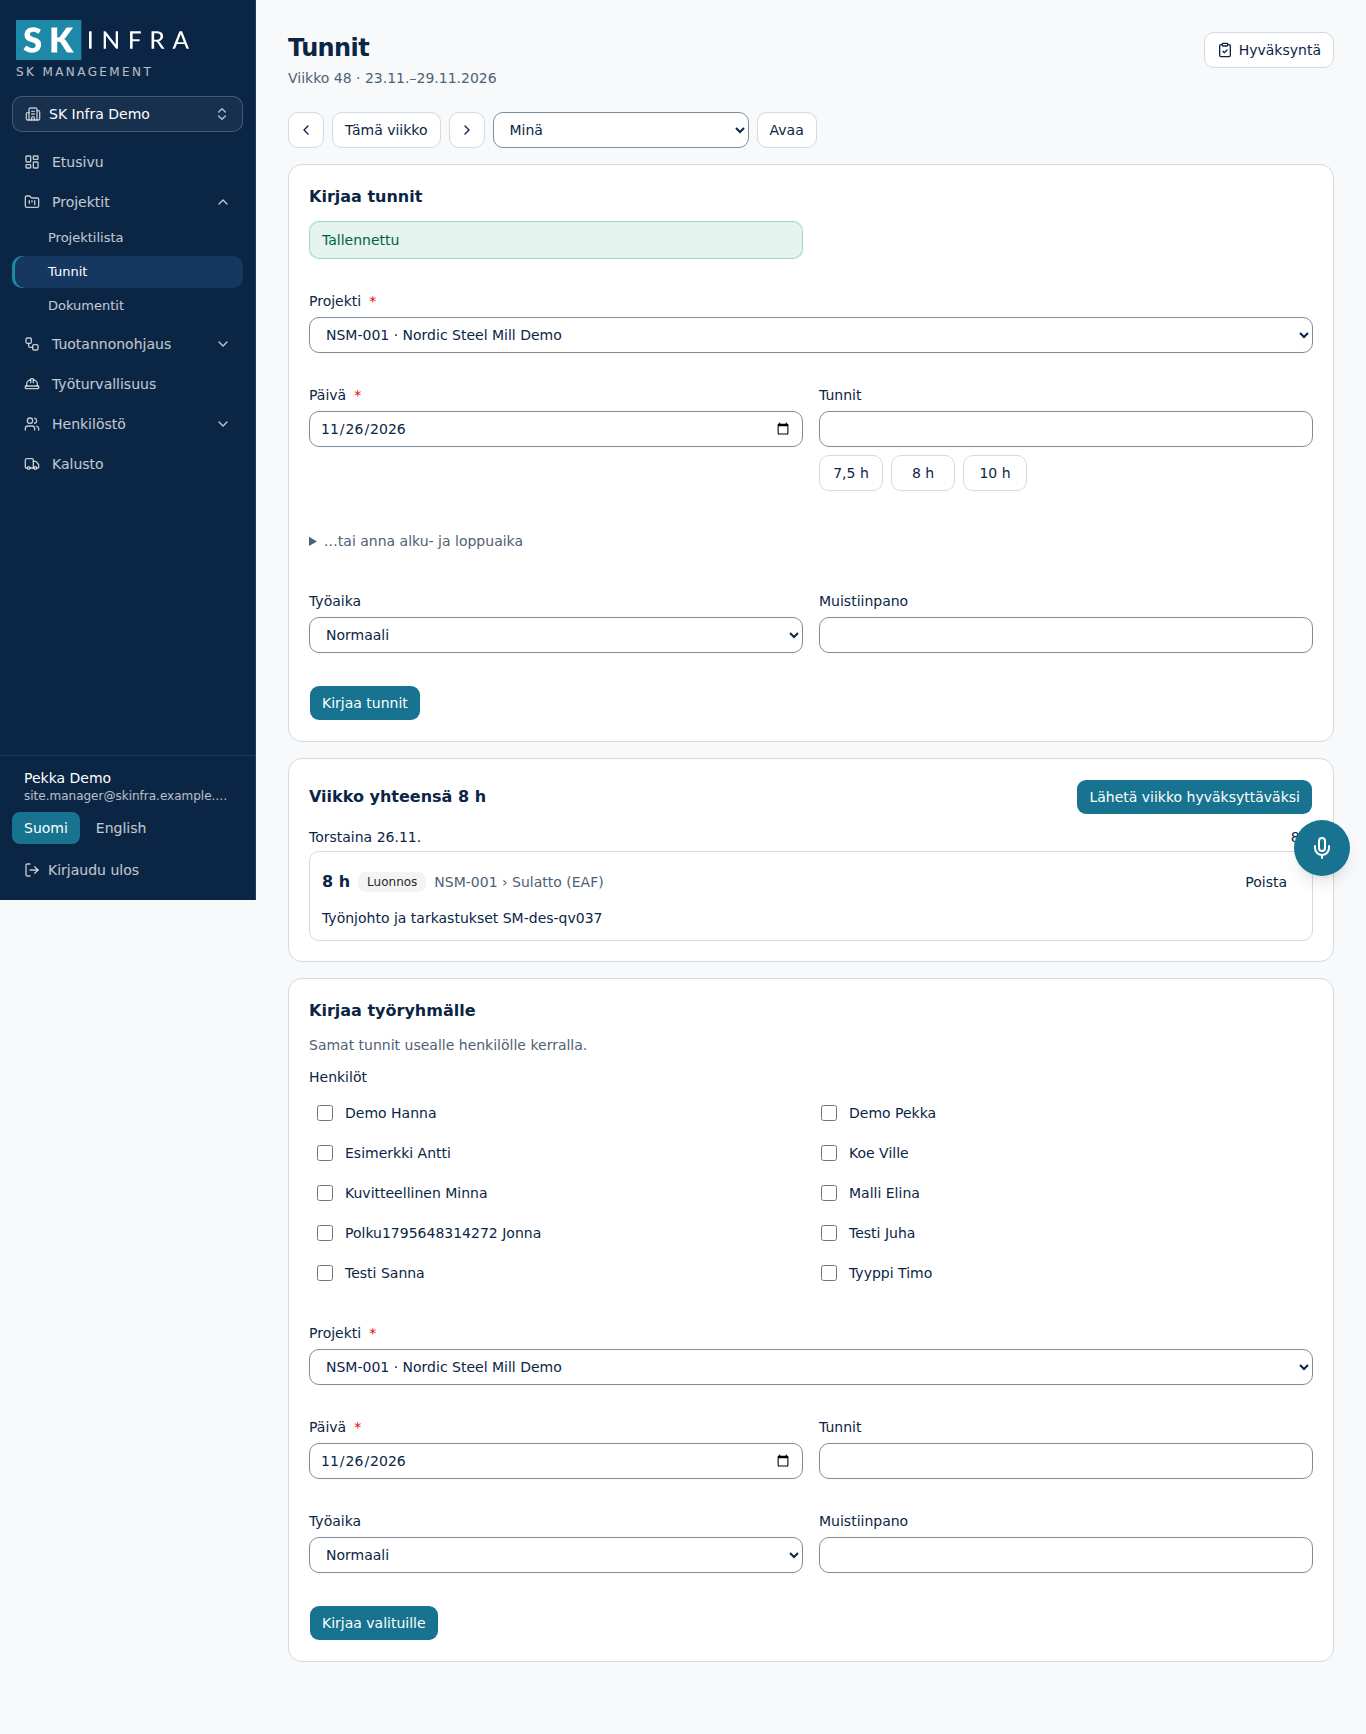 SK INFRA
SK MANAGEMENT
SK Infra Demo
Etusivu
Projektit
Projektilista
Tunnit
Dokumentit
Tuotannonohjaus
Työturvallisuus
Henkilöstö
Kalusto
Pekka Demo
site.manager@skinfra.example....
Suomi English
Kirjaudu ulos
Tunnit
Hyväksyntä
Viikko 48 · 23.11.–29.11.2026
Tämä viikko
Minä
Avaa
Kirjaa tunnit
Tallennettu
Projekti *
NSM-001 · Nordic Steel Mill Demo
Päivä * Tunnit
11/26/2026
7,5 h 8 h 10 h
...tai anna alku- ja loppuaika
Työaika Muistiinpano
Normaali
Kirjaa tunnit
Viikko yhteensä 8 h
Lähetä viikko hyväksyttäväksi
Torstaina 26.11. 8
8 h Luonnos NSM-001 › Sulatto (EAF) Poista
Työnjohto ja tarkastukset SM-des-qv037
Kirjaa työryhmälle
Samat tunnit usealle henkilölle kerralla.
Henkilöt
Demo Hanna Demo Pekka
Esimerkki Antti Koe Ville
Kuvitteellinen Minna Malli Elina
Polku1795648314272 Jonna Testi Juha
Testi Sanna Tyyppi Timo
Projekti *
NSM-001 · Nordic Steel Mill Demo
Päivä * Tunnit
11/26/2026
Työaika Muistiinpano
Normaali
Kirjaa valituille